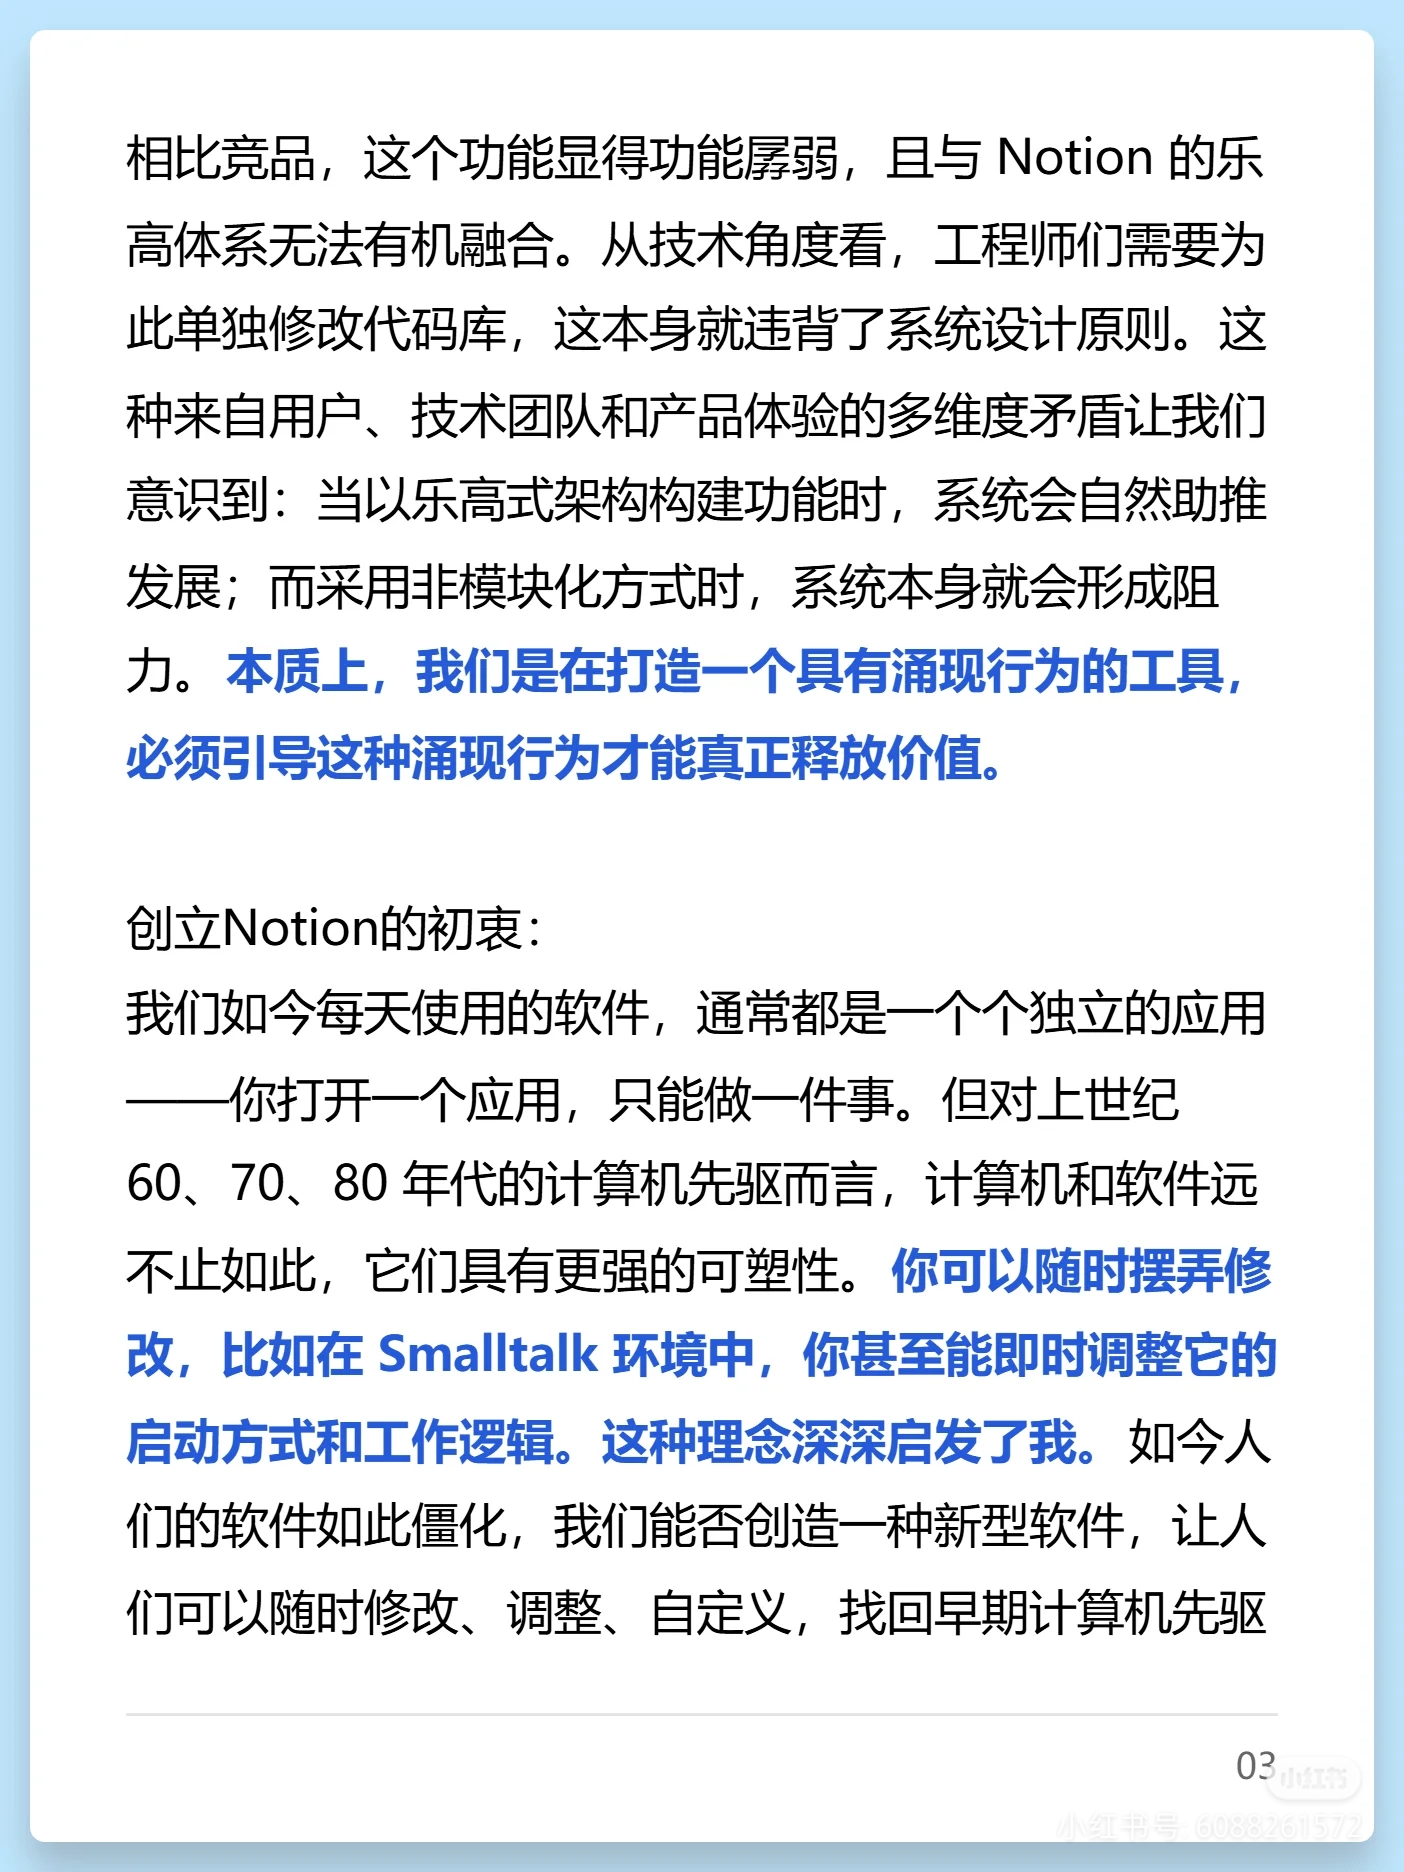 相比竞品，这个功能显得功能孱弱，且与 Notion 的乐
高体系无法有机融合。从技术角度看，工程师们需要为
此单独修改代码库，这本身就违背了系统设计原则。这
种来自用户、技术团队和产品体验的多维度矛盾让我们
意识到：当以乐高式架构构建功能时，系统会自然助推
发展；而采用非模块化方式时，系统本身就会形成阻
力。 本质上，我们是在打造一个具有涌现行为的工具，
必须引导这种涌现行为才能真正释放价值。
创立Notion的初衷：
我们如今每天使用的软件，通常都是一个个独立的应用
——你打开一个应用，只能做一件事。但对上世纪
60、70、80 年代的计算机先驱而言，计算机和软件远
不止如此，它们具有更强的可塑性。 你可以随时摆弄修
改，比如在 Smalltalk 环境中，你甚至能即时调整它的
启动方式和工作逻辑。这种理念深深启发了我。 如今人
们的软件如此僵化，我们能否创造一种新型软件，让人
们可以随时修改、调整、自定义，找回早期计算机先驱
03
小红书
小红书号 6088261572